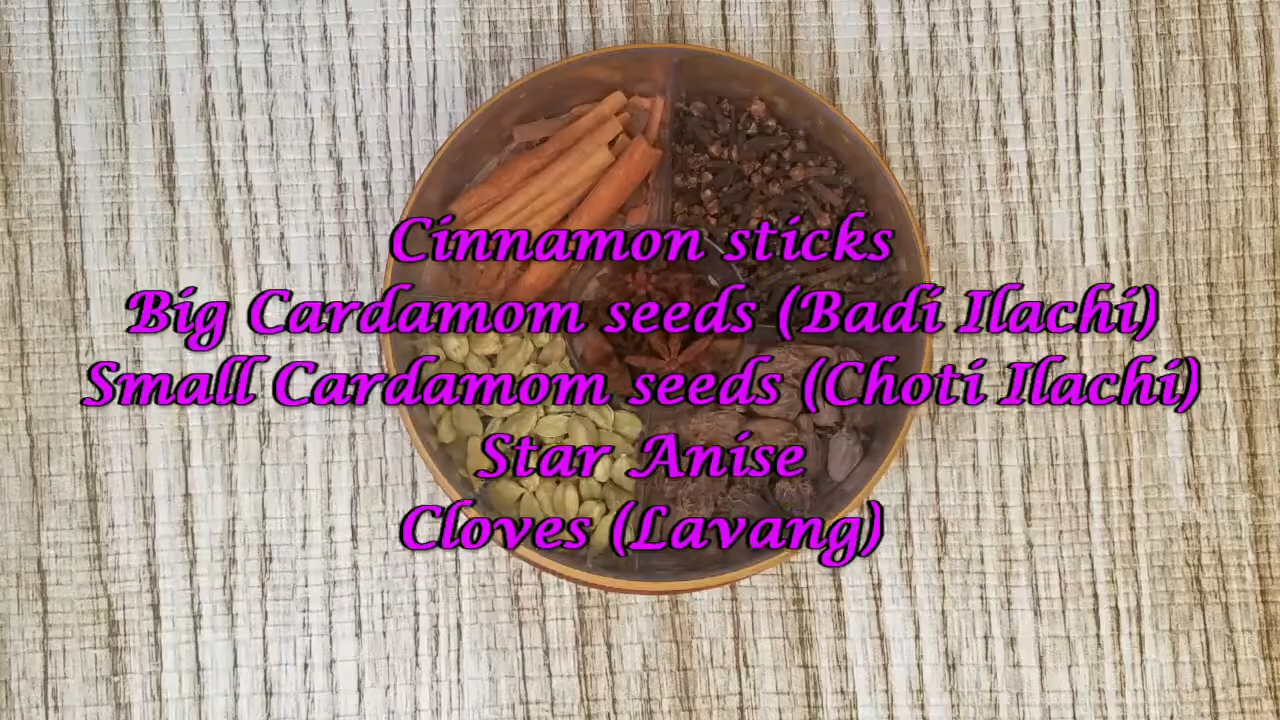 Cinnamon sticks
Big Cardamom seeds (Badi Ilachi)
Small Cardamom seeds (Choti Ilachi)
Star Anise
Cloves (Lavang)